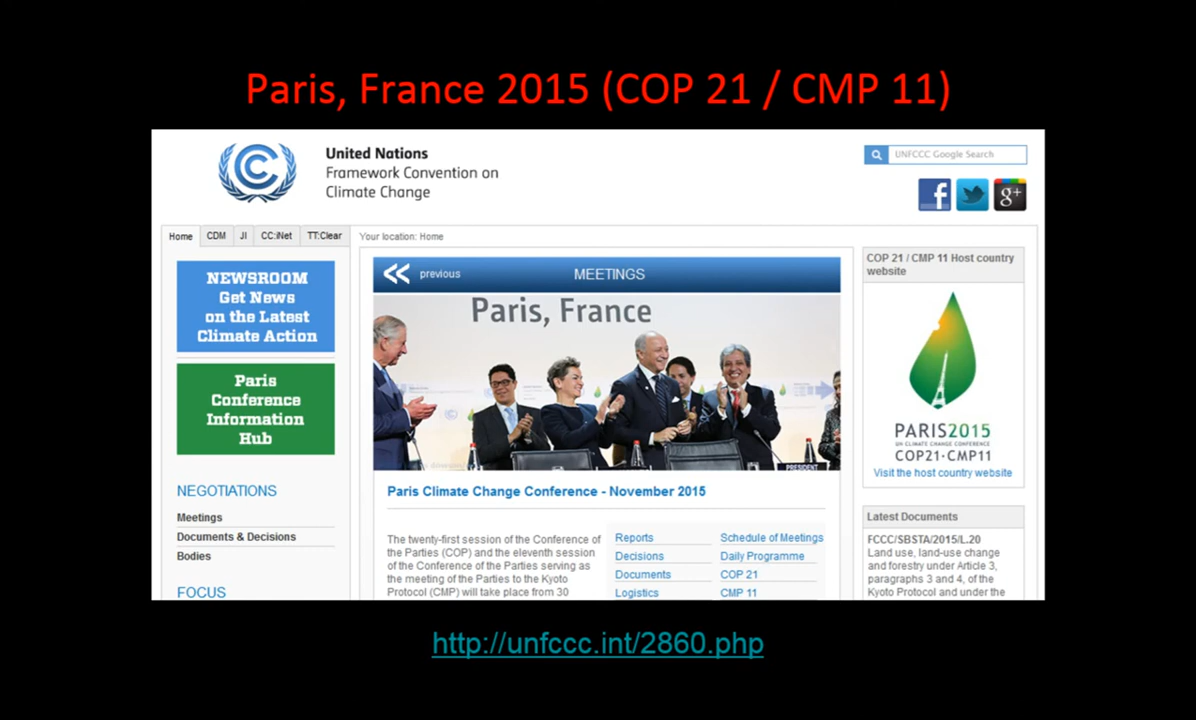 Paris, France 2015 (COP 21 / CMP 11)
United Nations
Framework Convention on
Climate Change
UNFCCC Google Search
Home
CDM
JI
CC:iNet
TT:Clear
Your location: Home
NEWSROOM
Get News
on the Latest
Climate Action
Paris
Conference
Information
Hub
NEGOTIATIONS
Meetings
Documents & Decisions
Bodies
FOCUS
previous
MEETINGS
Paris, France
PRESIDENT
Paris Climate Change Conference - November 2015
The twenty-first session of the Conference of
the Parties (COP) and the eleventh session
of the Conference of the Parties serving as
the meeting of the Parties to the Kyoto
Protocol (CMP) will take place from 30
Reports
Decisions
Documents
Logistics
Schedule of Meetings
Daily Programme
COP 21
CMP 11
COP 21 / CMP 11 Host country
website
PARIS2015
UN CLIMATE CHANGE CONFERENCE
COP21·CMP11
Visit the host country website
Latest Documents
FCCC/SBSTA/2015/L.20
Land use, land-use change
and forestry under Article 3,
paragraphs 3 and 4, of the
Kyoto Protocol and under the
http://unfccc.int/2860.php